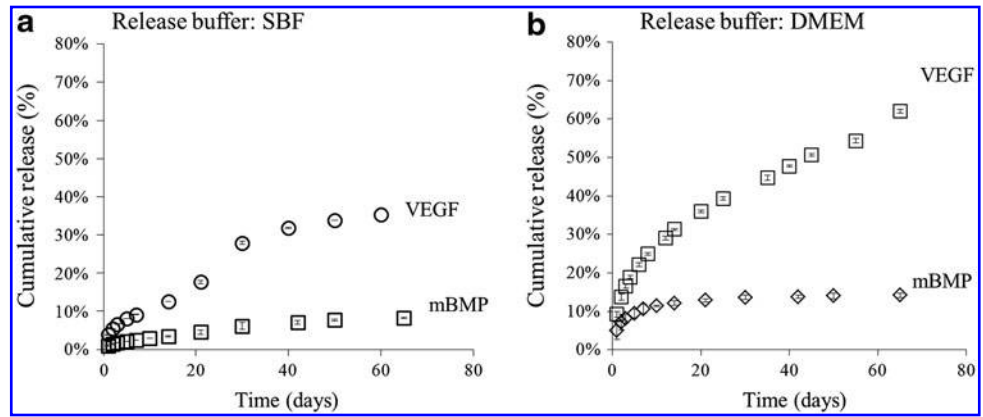 a
Release buffer: SBF
80%
70%
60%
50%
40%
30%
20%
10%
0%
Cumulative release (%)
VEGF
mBMP
0
20
40
60
80
Time (days)
b
Release buffer: DMEM
80%
70%
60%
50%
40%
30%
20%
10%
0%
Cumulative release (%)
VEGF
mBMP
0
20
40
60
80
Time (days)